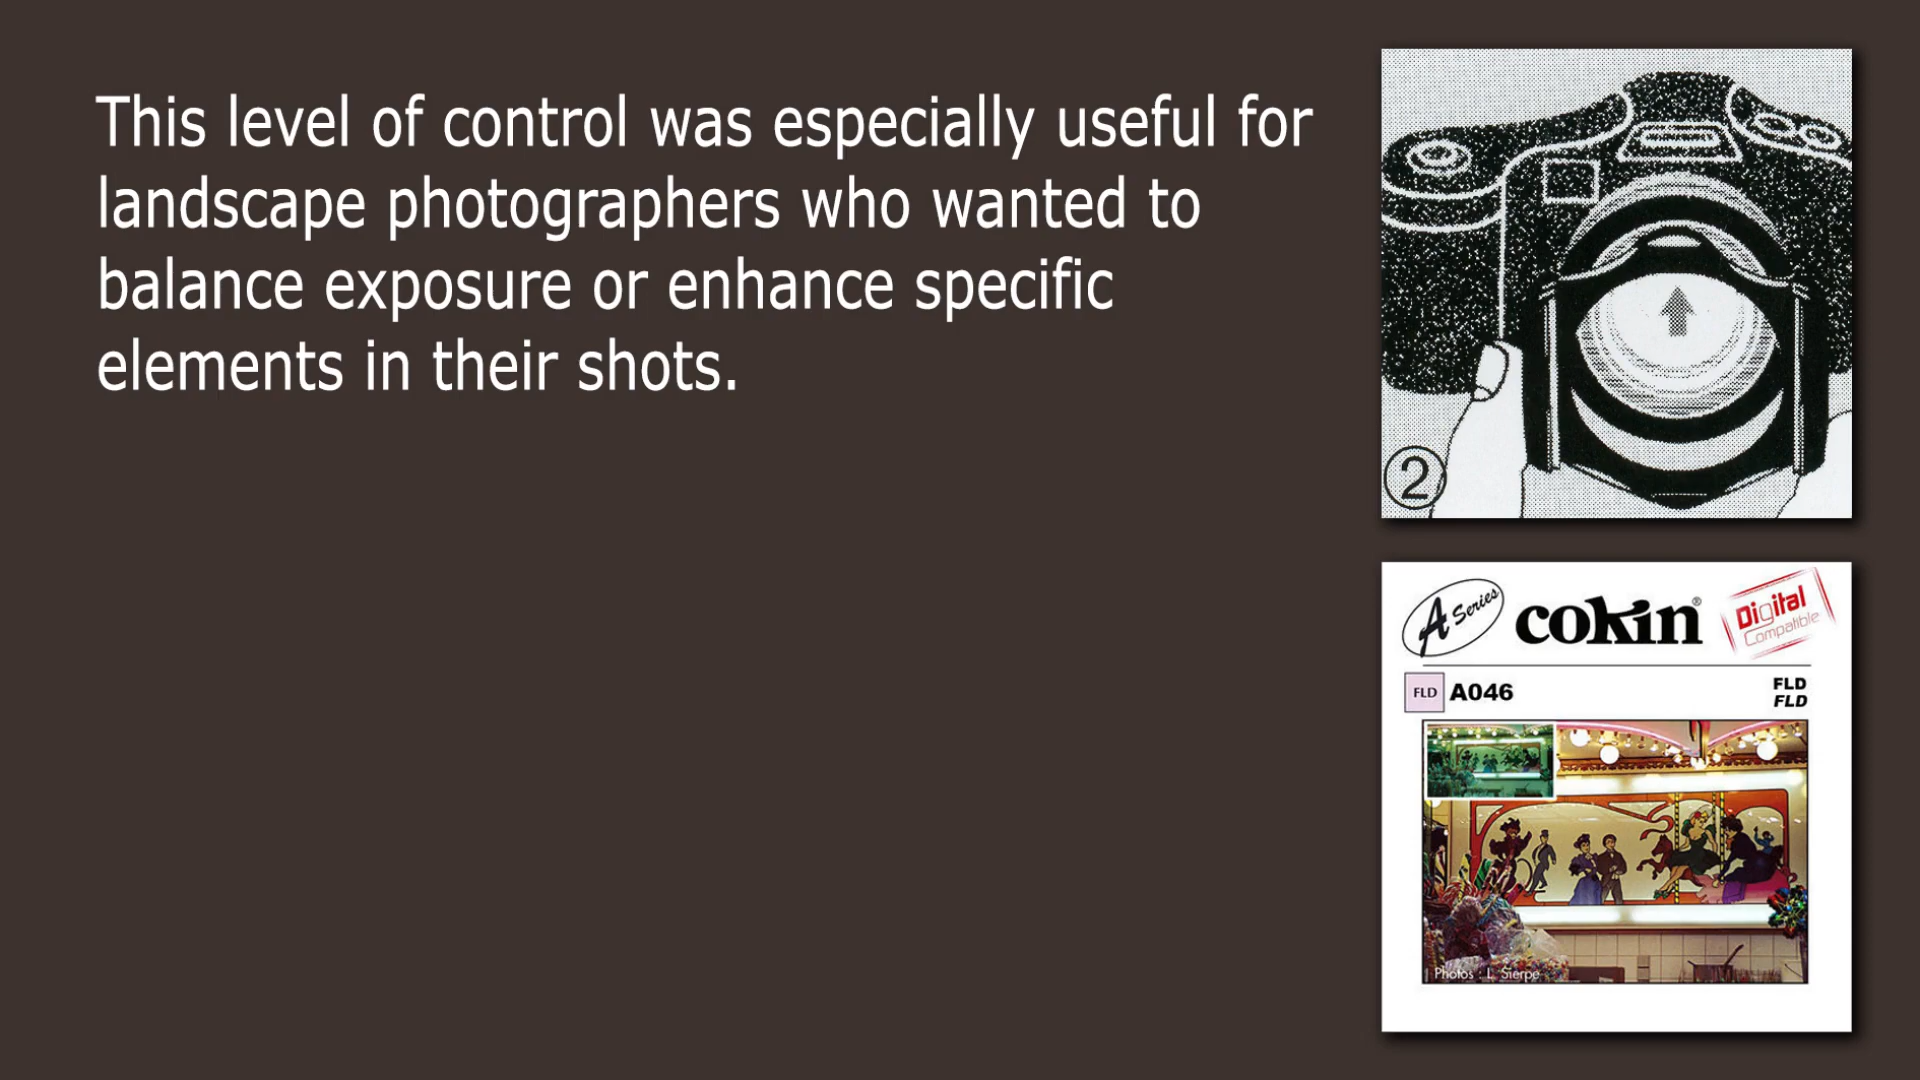 This level of control was especially useful for
landscape photographers who wanted to
balance exposure or enhance specific
elements in their shots.
②
A Series
cokin®
Digital
Compatible
FLD A046
FLD
FLD
Photos : L. Sierpe